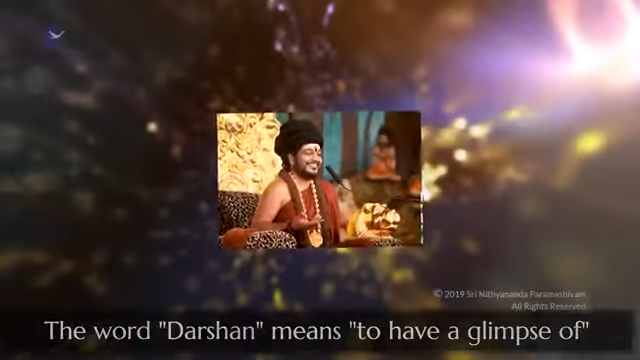 © 2019 Sri Nithyananda Paramashivam
All Rights Reserved
The word "Darshan" means "to have a glimpse of"